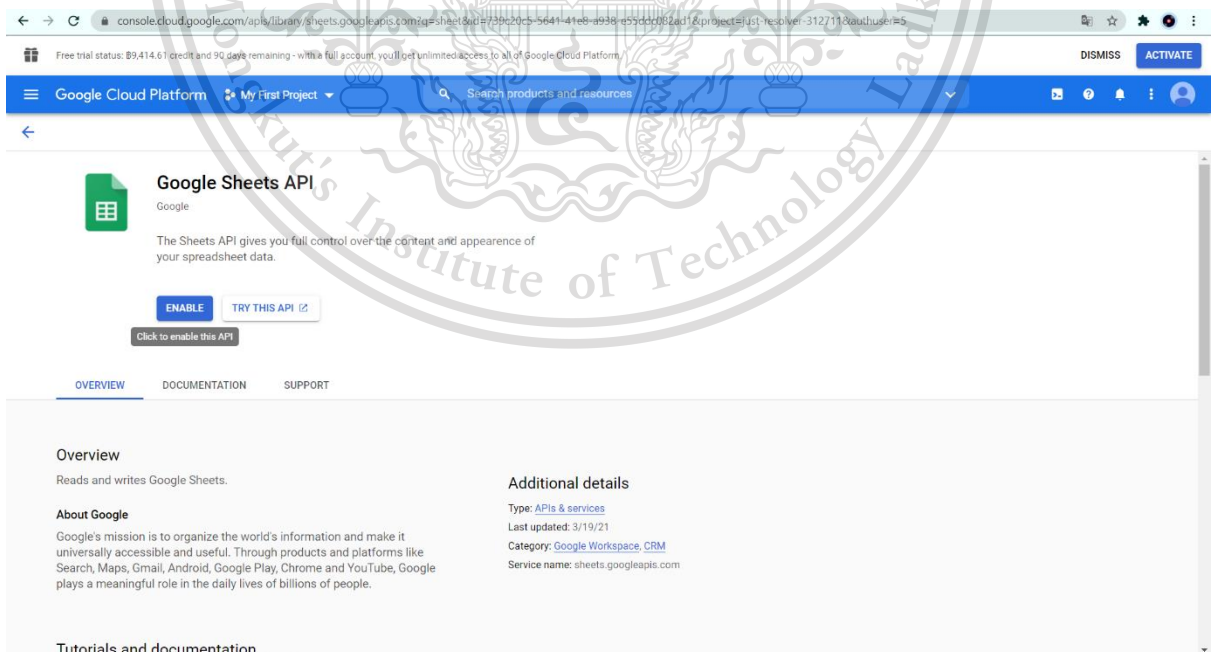 console.cloud.google.com/apis/library/sheets.googleapis.com?q=sheet&id=739c20c5-5641-41e8-a938-e55ddc082ad1&project=just-resolver-312711&authuser=5
Free trial status: ฿9,414.61 credit and 90 days remaining - with a full account, you'll get unlimited access to all of Google Cloud Platform.
DISMISS
ACTIVATE
Google Cloud Platform
My First Project
Search products and resources
Google Sheets API
Google
The Sheets API gives you full control over the content and appearence of
your spreadsheet data.
ENABLE
TRY THIS API
Click to enable this API
OVERVIEW
DOCUMENTATION
SUPPORT
Overview
Reads and writes Google Sheets.
About Google
Google's mission is to organize the world's information and make it
universally accessible and useful. Through products and platforms like
Search, Maps, Gmail, Android, Google Play, Chrome and YouTube, Google
plays a meaningful role in the daily lives of billions of people.
Additional details
Type: APIs & services
Last updated: 3/19/21
Category: Google Workspace, CRM
Service name: sheets.googleapis.com
Tutorials and documentation
Institute of Technology